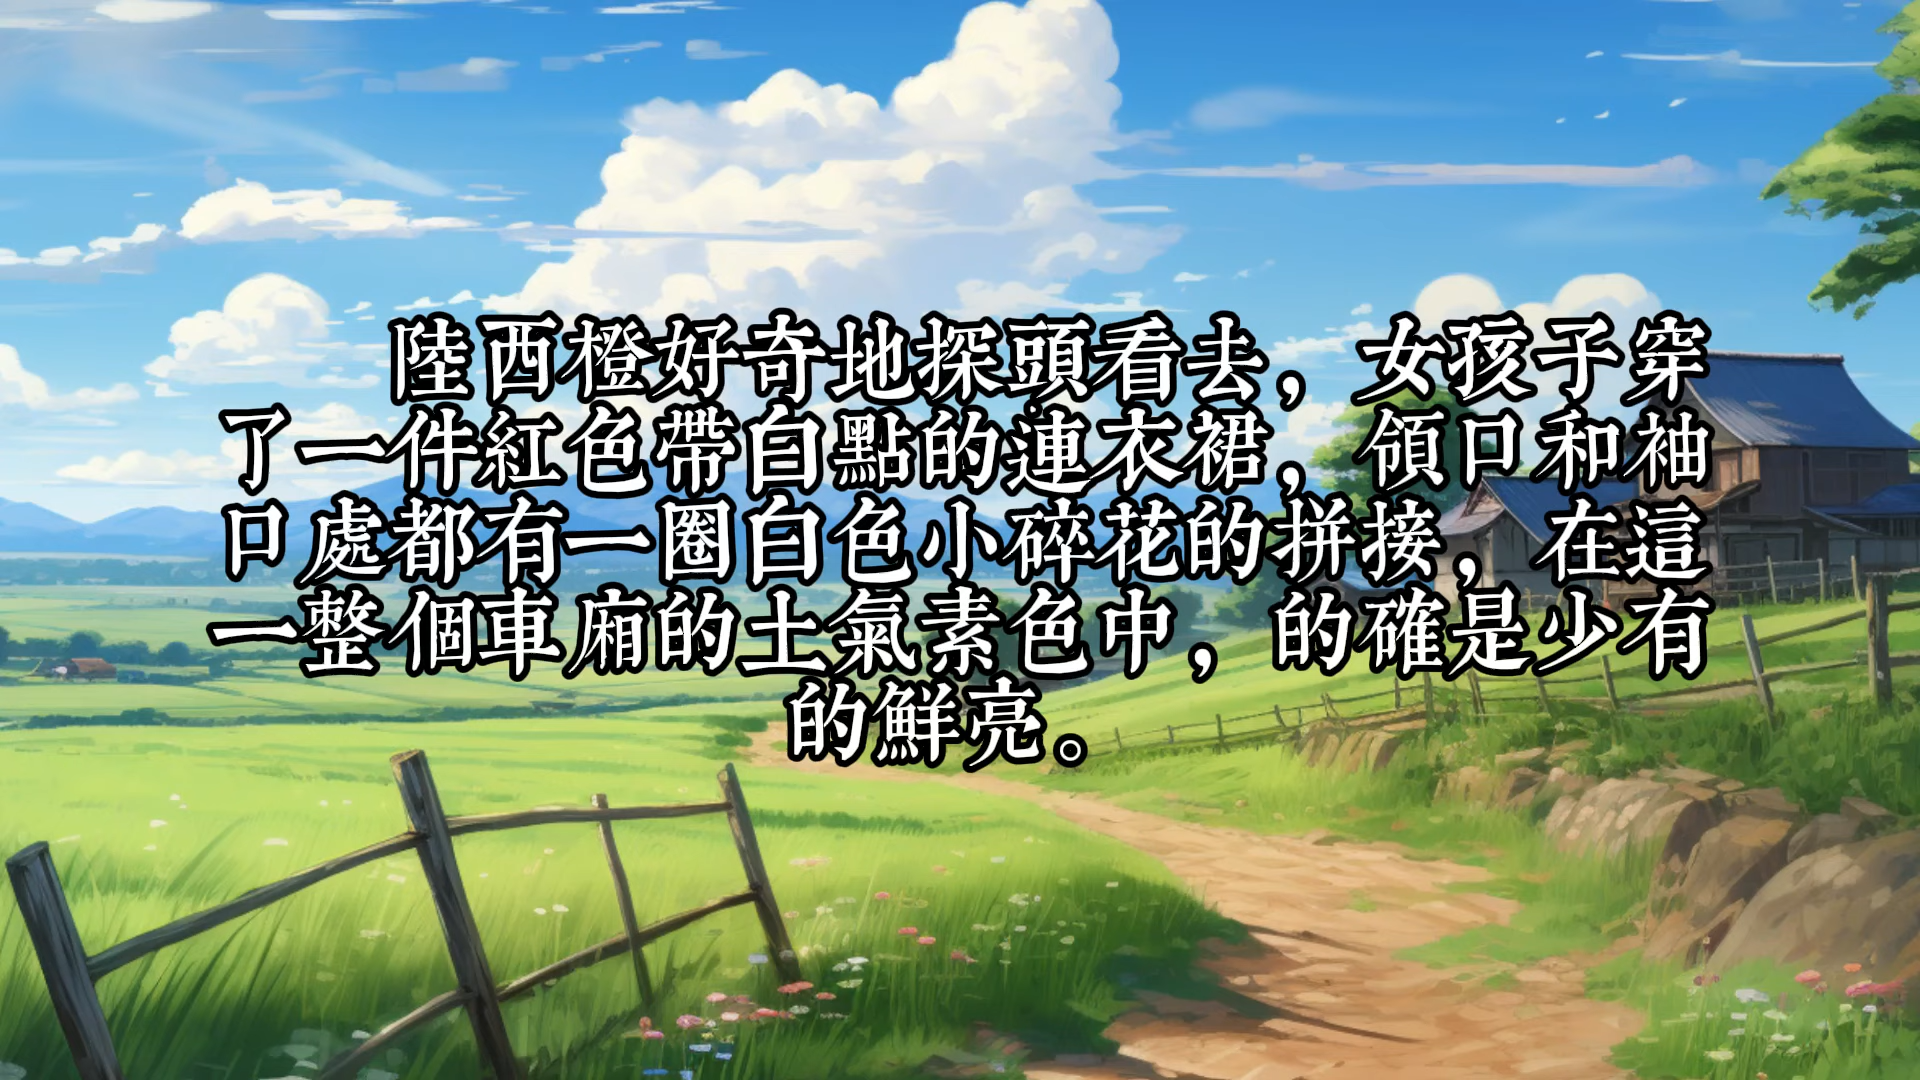 陸西橙好奇地探頭看去，女孩子穿
了一件紅色帶白點的連衣裙，領口和袖
口處都有一圈白色小碎花的拼接，在這
一整個車廂的土氣素色中，的確是少有
的鮮亮。